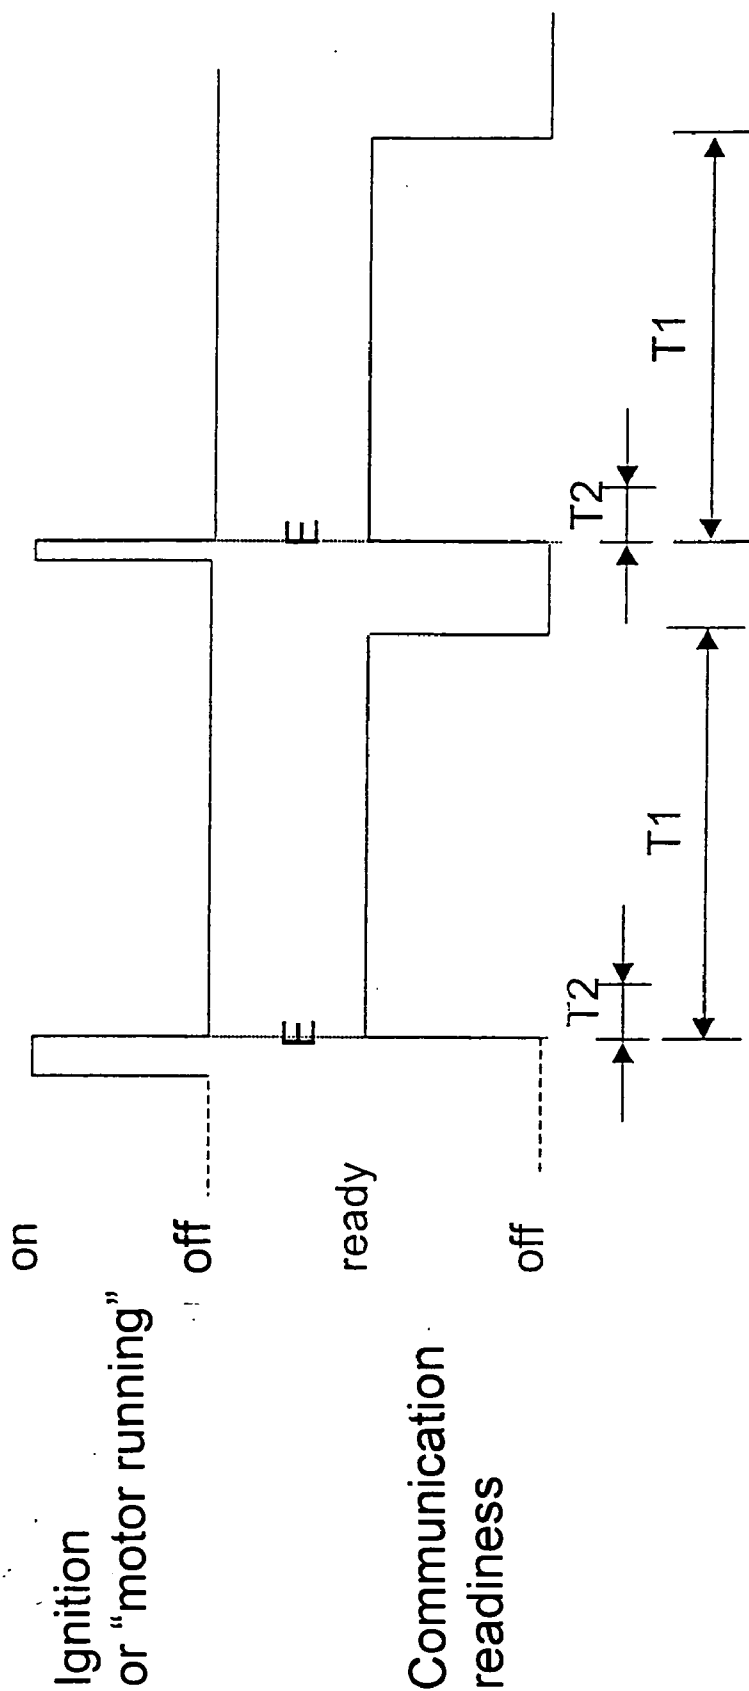 Ignition
or “motor running”
on
off
Communication
readiness
ready
off
E
E
T2
T2
T1
T1